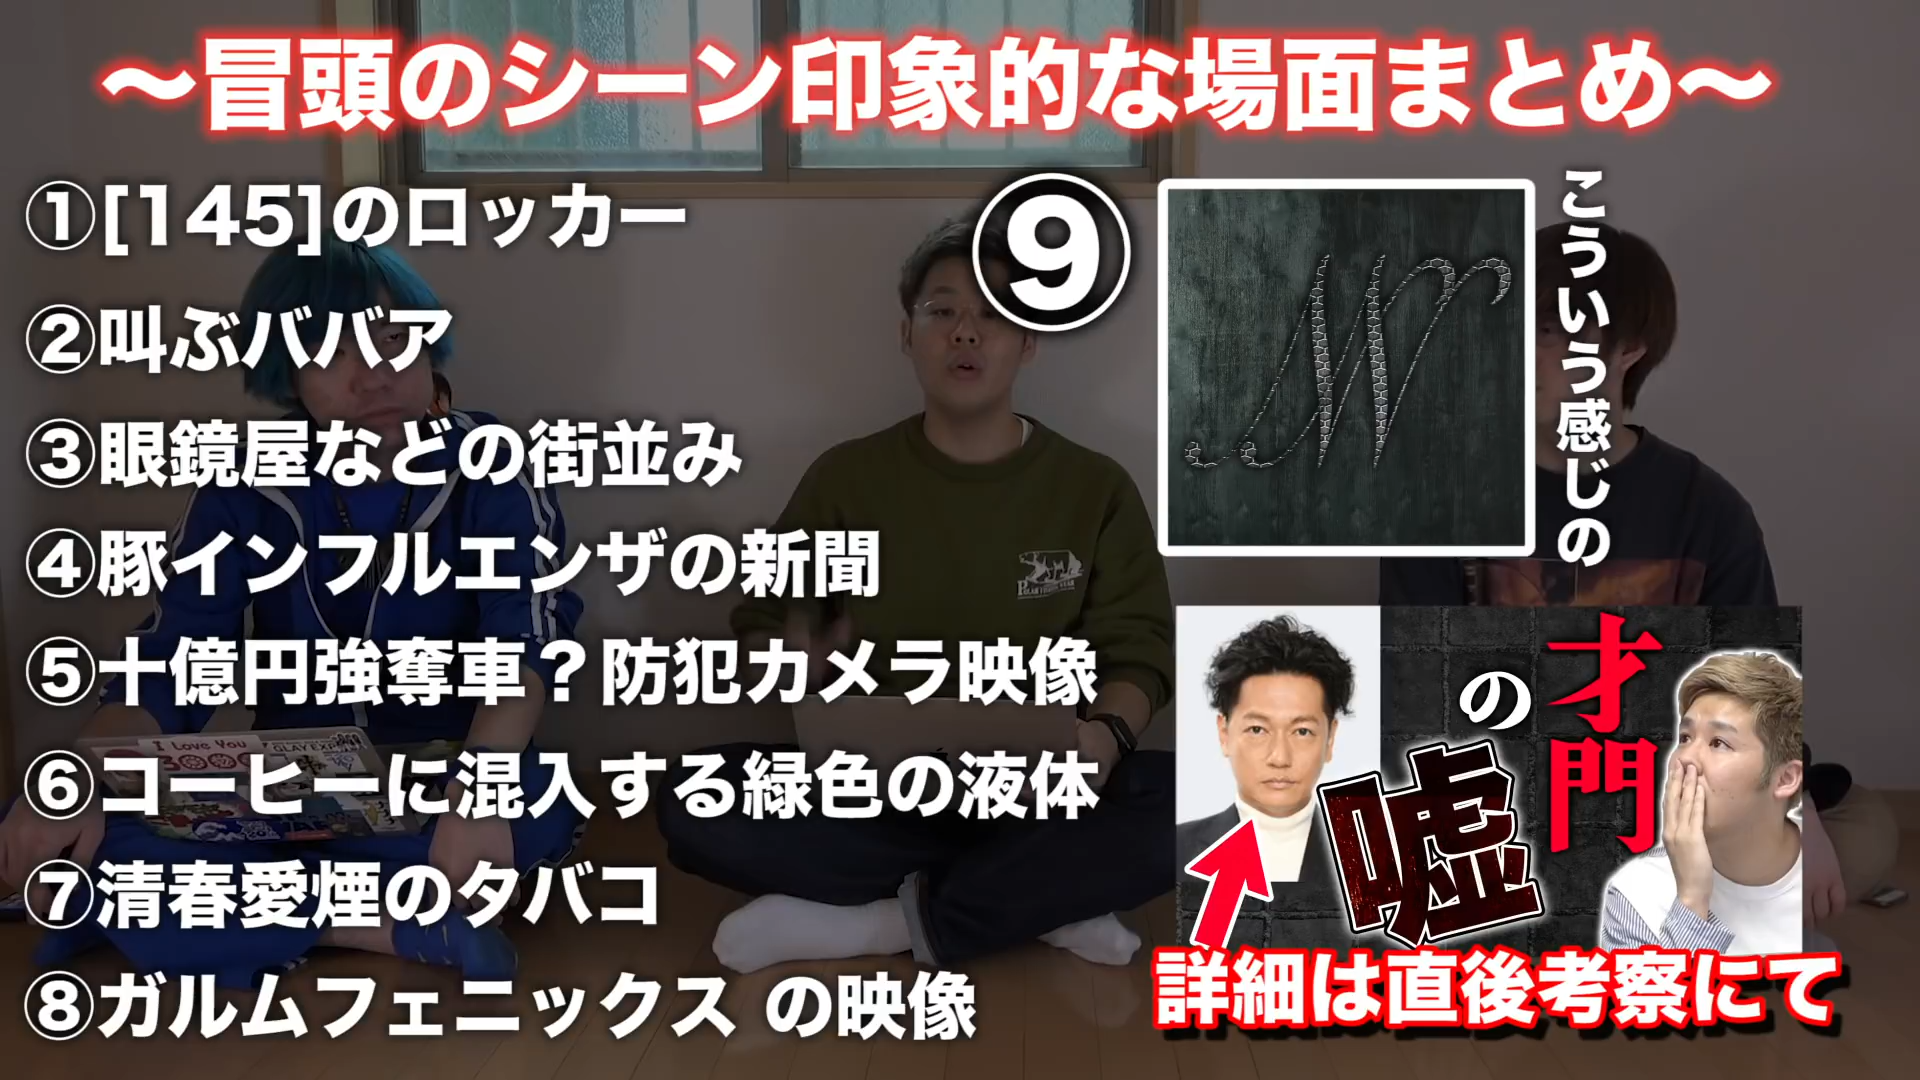 ～冒頭のシーン印象的な場面まとめ～
①[145]のロッカー
②叫ぶババア
③眼鏡屋などの街並み
④豚インフルエンザの新聞
⑤十億円強奪車？防犯カメラ映像
⑥コーヒーに混入する緑色の液体
⑦清春愛煙のタバコ
⑧ガルムフェニックス の映像
⑨
こういう感じの
才門
の
嘘
詳細は直後考察にて
I Love You